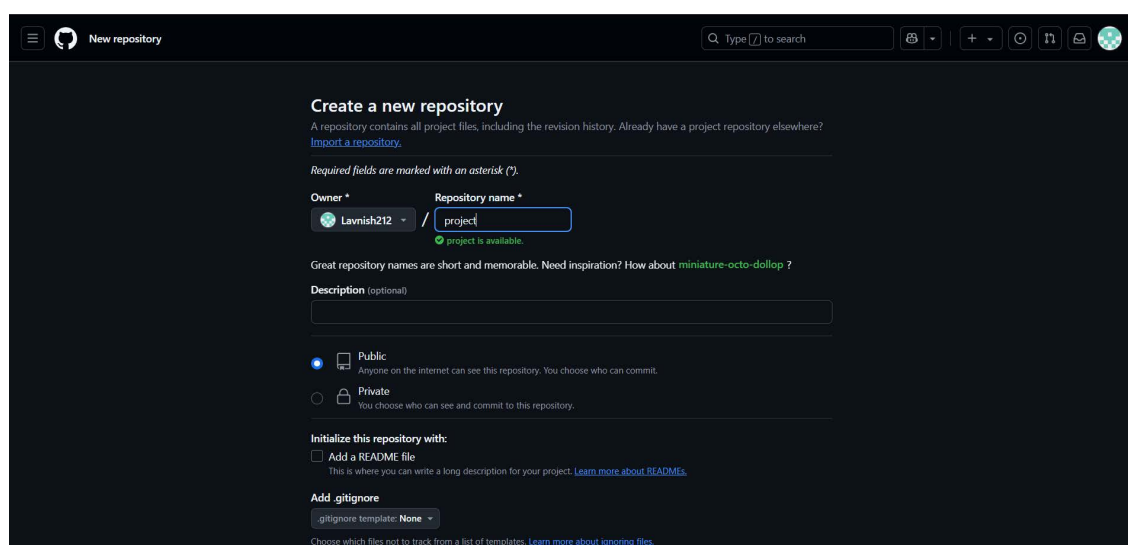 New repository
Type / to search
Create a new repository
A repository contains all project files, including the revision history. Already have a project repository elsewhere?
Import a repository.
Required fields are marked with an asterisk (*).
Owner * Repository name *
Lavnish212 / project
project is available.
Great repository names are short and memorable. Need inspiration? How about miniature-octo-dollop ?
Description (optional)
Public
Anyone on the internet can see this repository. You choose who can commit.
Private
You choose who can see and commit to this repository.
Initialize this repository with:
Add a README file
This is where you can write a long description for your project. Learn more about READMEs.
Add .gitignore
.gitignore template: None
Choose which files not to track from a list of templates. Learn more about ignoring files.